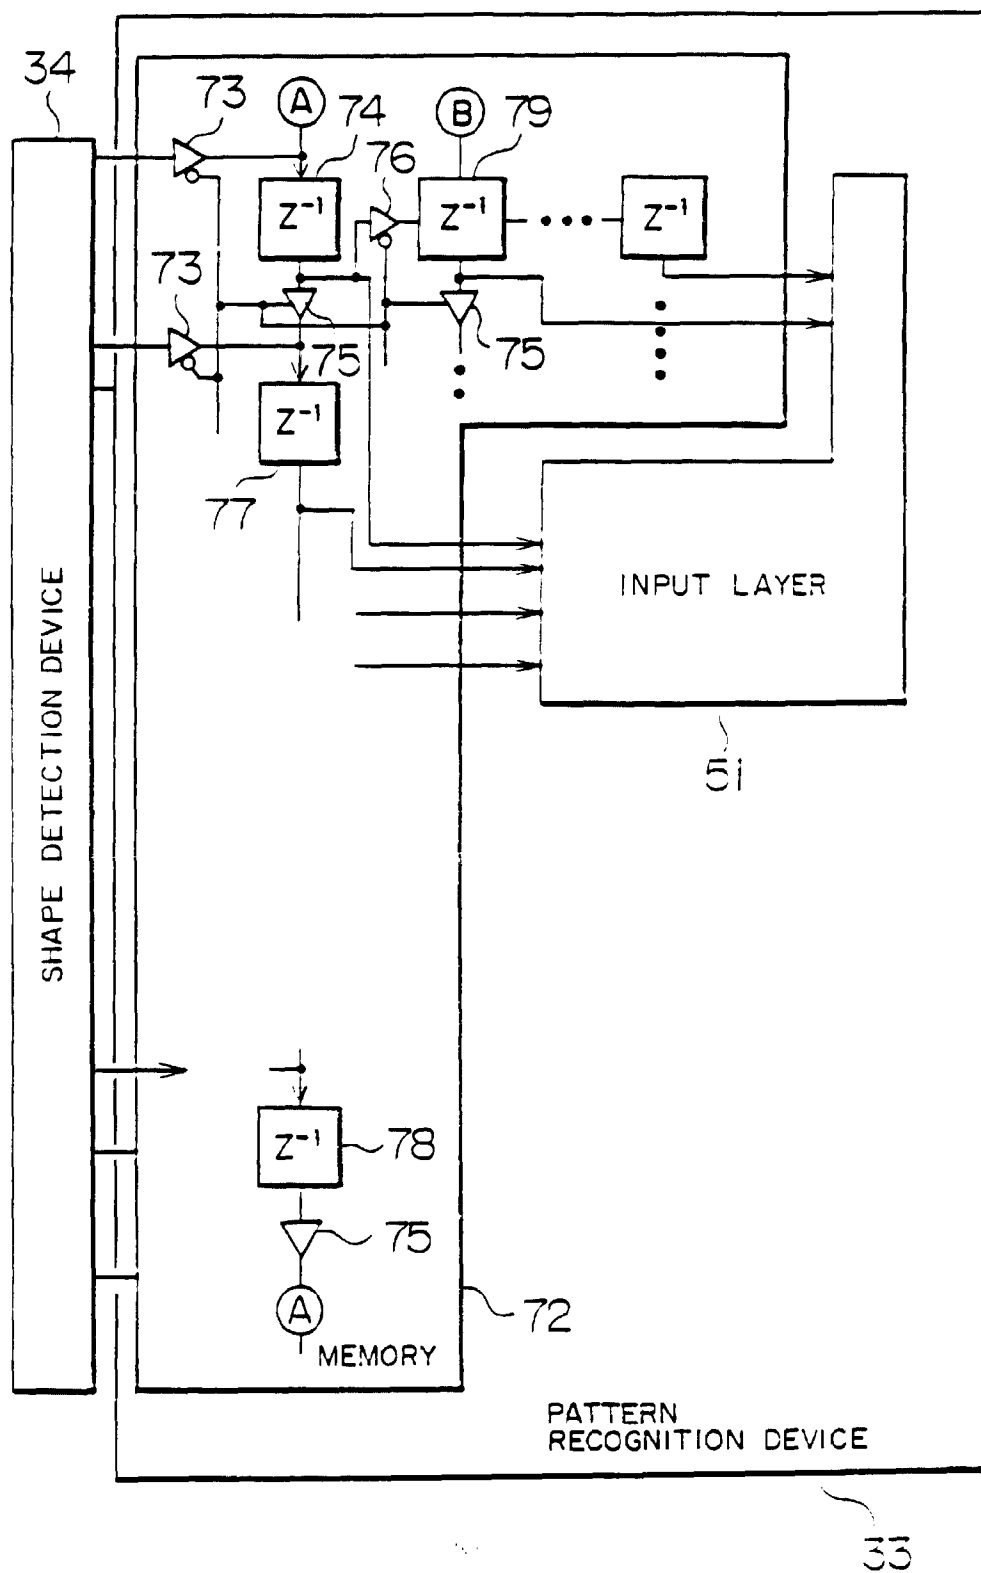 34
73
A
74
76
B
79
Z⁻¹
Z⁻¹
Z⁻¹
73
75
75
Z⁻¹
77
INPUT LAYER
51
SHAPE DETECTION DEVICE
Z⁻¹
78
75
A
72
MEMORY
PATTERN
RECOGNITION DEVICE
33